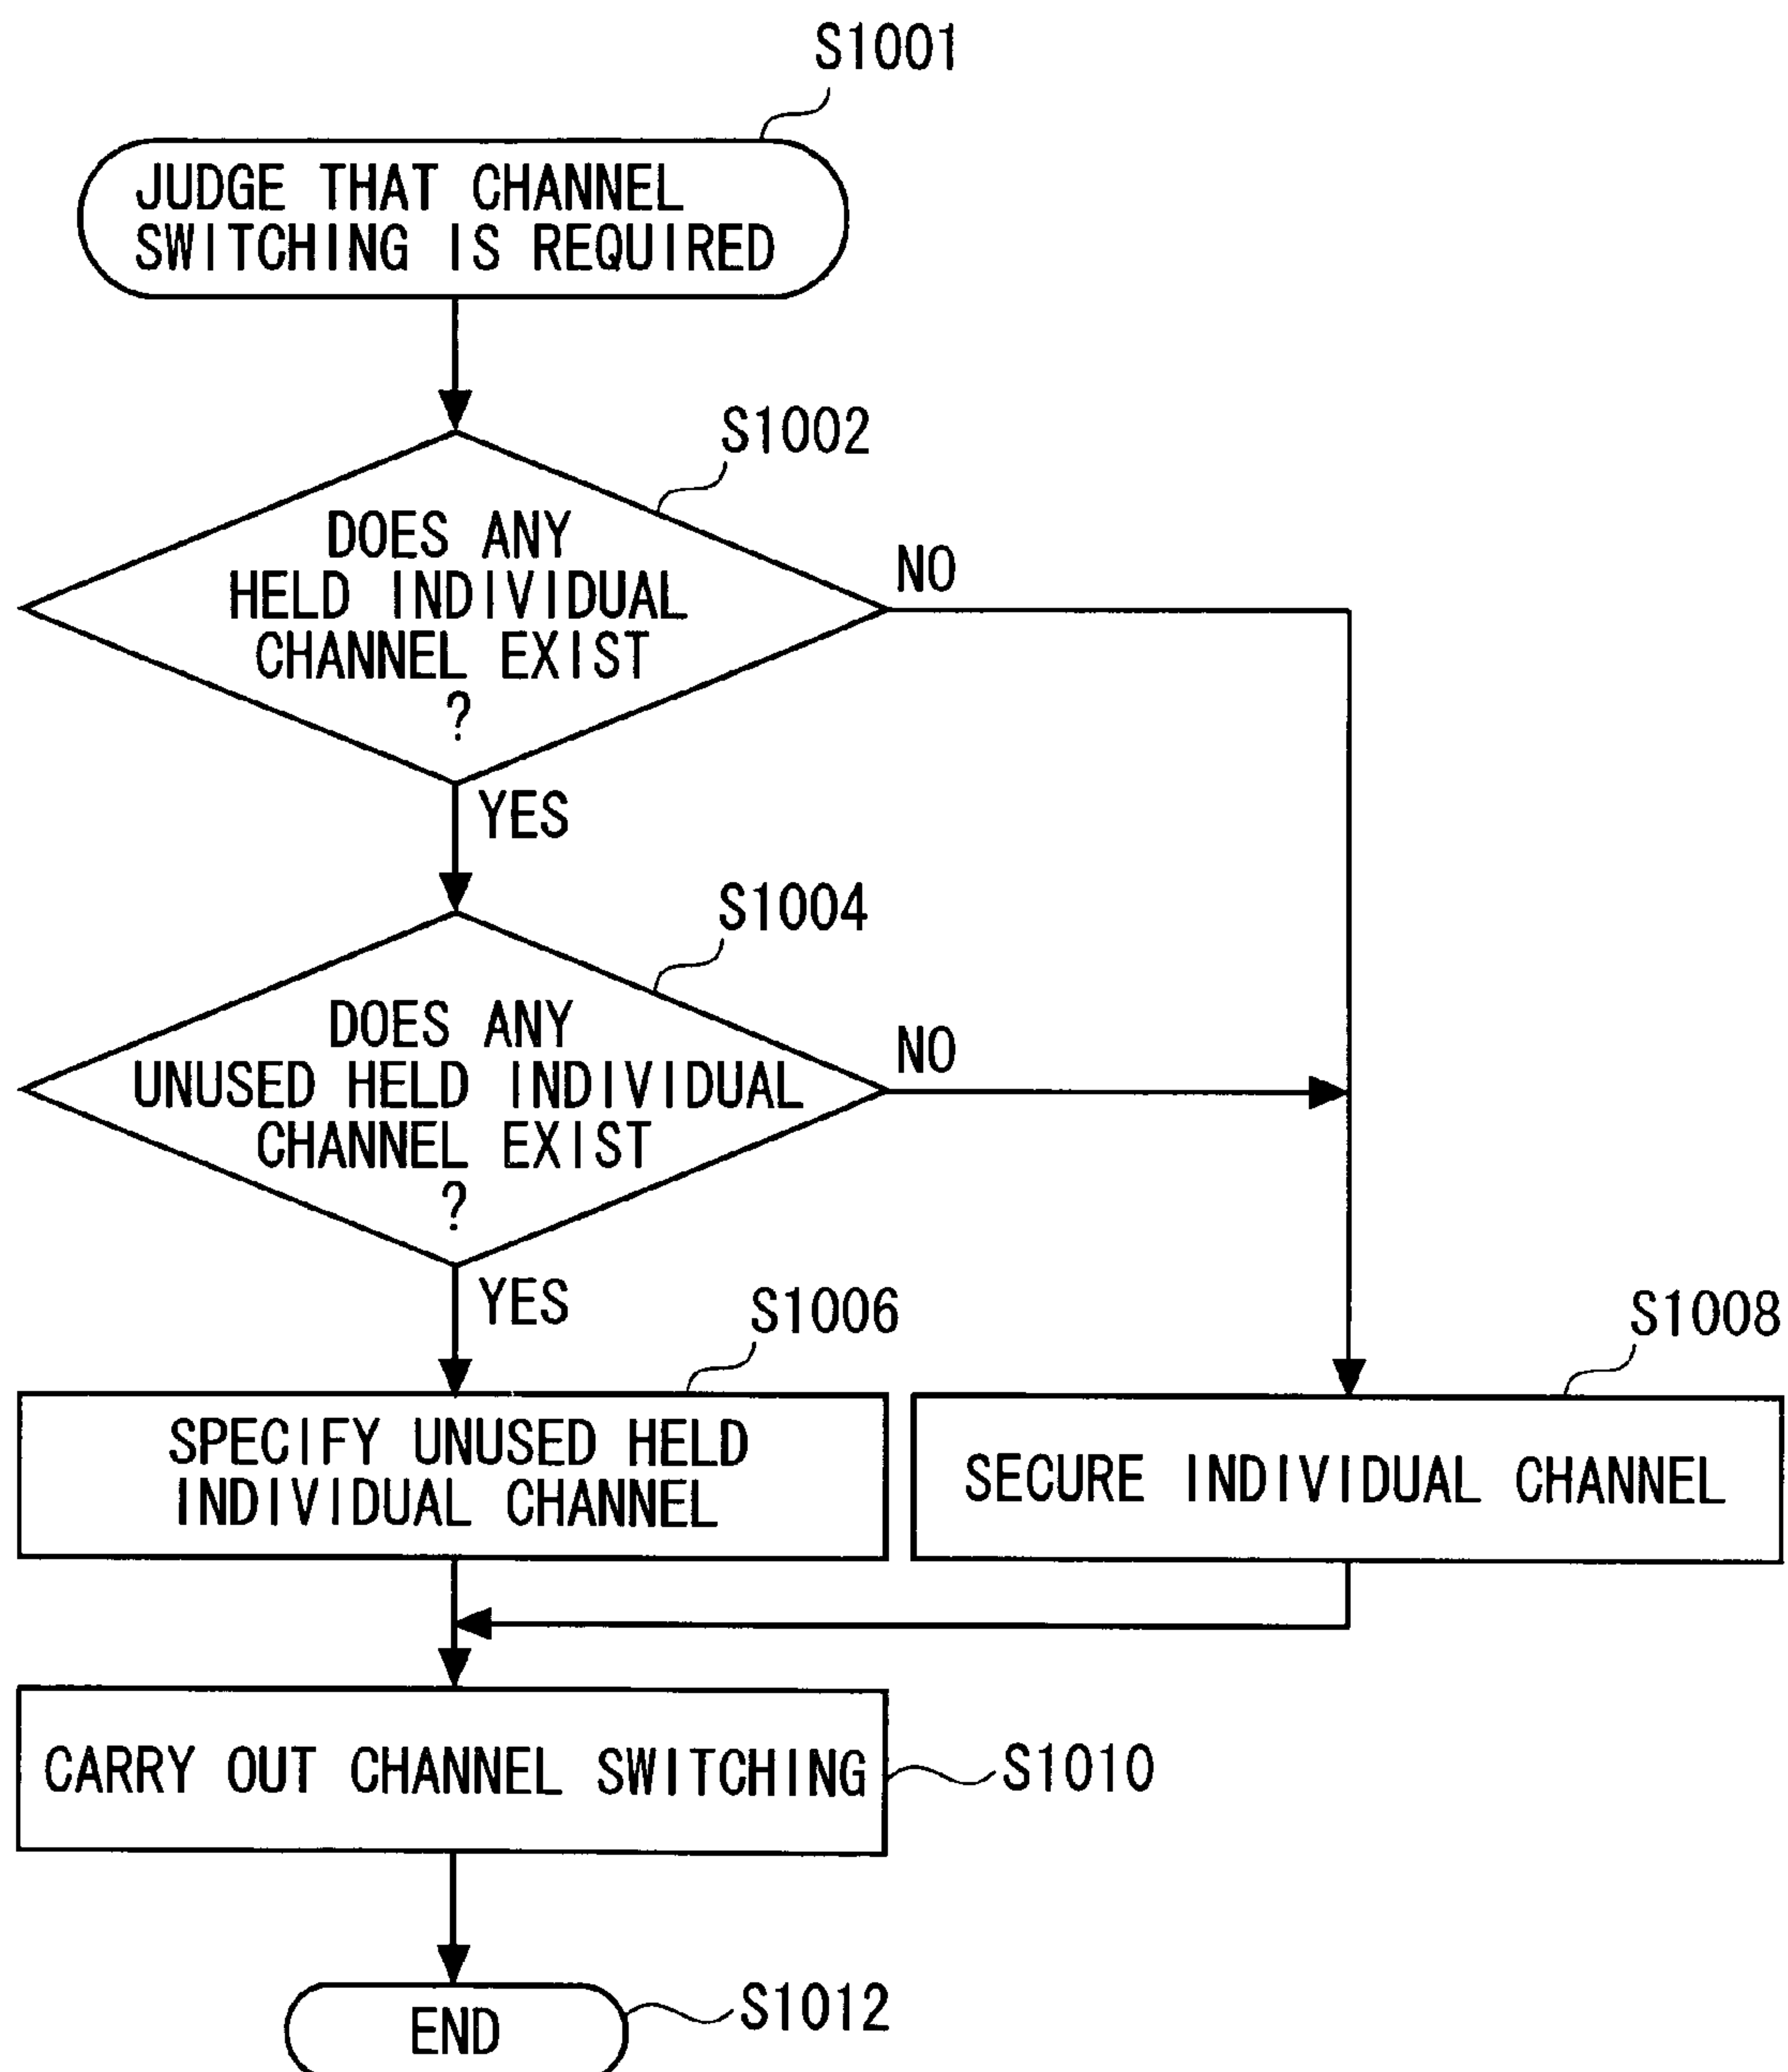 S1001
JUDGE THAT CHANNEL
SWITCHING IS REQUIRED
S1002
DOES ANY
HELD INDIVIDUAL
CHANNEL EXIST
?
NO
YES
S1004
DOES ANY
UNUSED HELD INDIVIDUAL
CHANNEL EXIST
?
NO
YES
S1006
S1008
SPECIFY UNUSED HELD
INDIVIDUAL CHANNEL
SECURE INDIVIDUAL CHANNEL
CARRY OUT CHANNEL SWITCHING
S1010
END
S1012